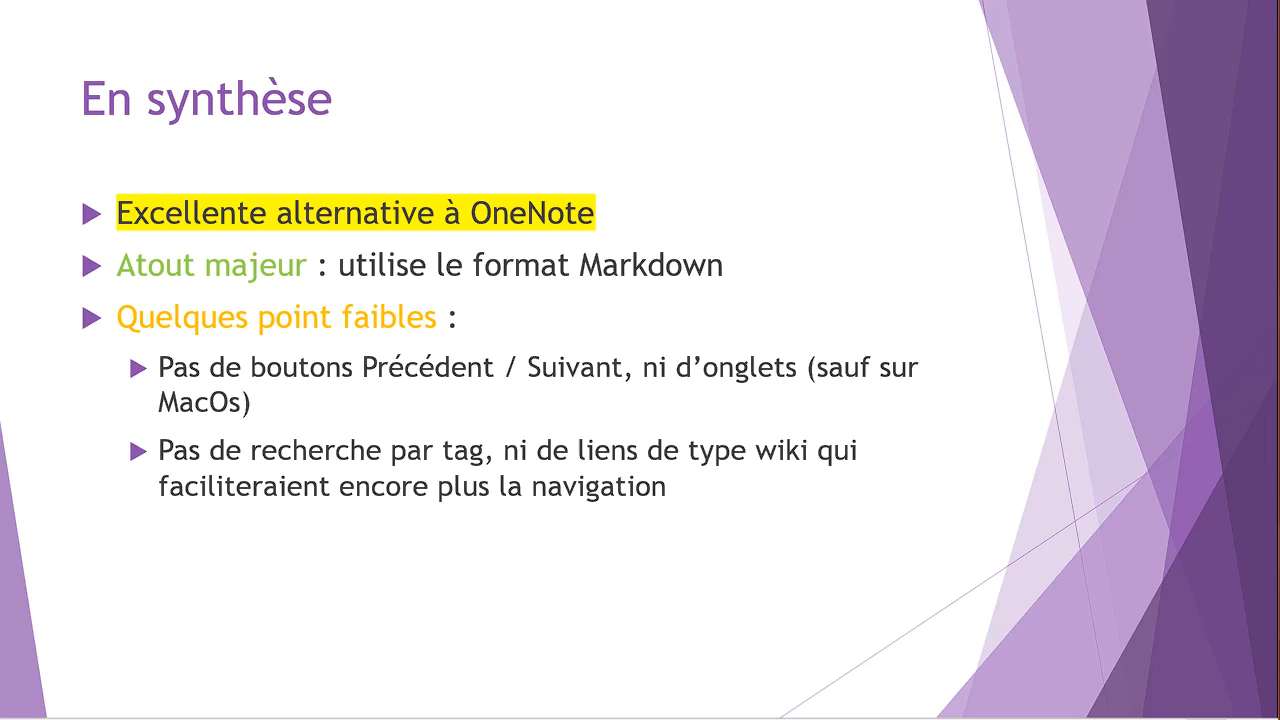 En synthèse
Excellente alternative à OneNote
Atout majeur : utilise le format Markdown
Quelques point faibles :
Pas de boutons Précédent / Suivant, ni d’onglets (sauf sur
MacOs)
Pas de recherche par tag, ni de liens de type wiki qui
faciliteraient encore plus la navigation